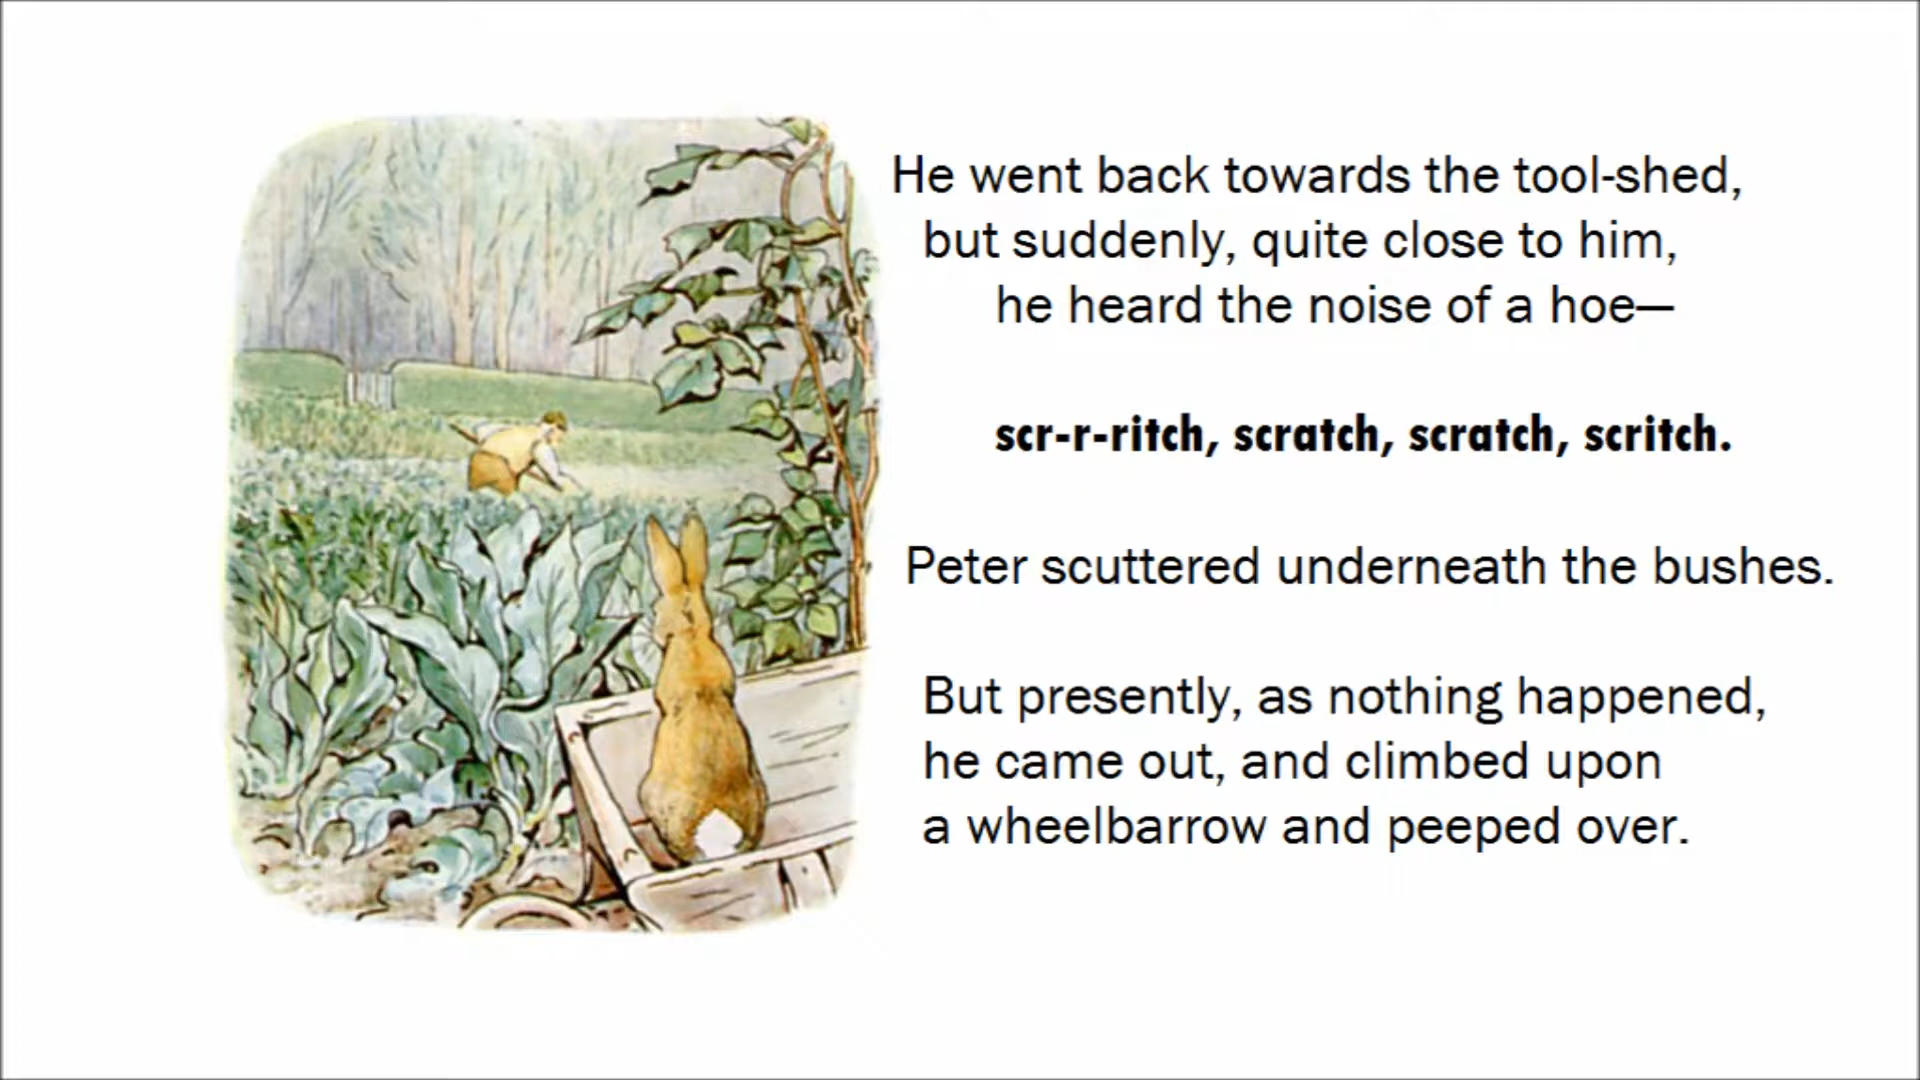 He went back towards the tool-shed,
but suddenly, quite close to him,
he heard the noise of a hoe—
scr-r-ritch, scratch, scratch, scritch.
Peter scuttered underneath the bushes.
But presently, as nothing happened,
he came out, and climbed upon
a wheelbarrow and peeped over.